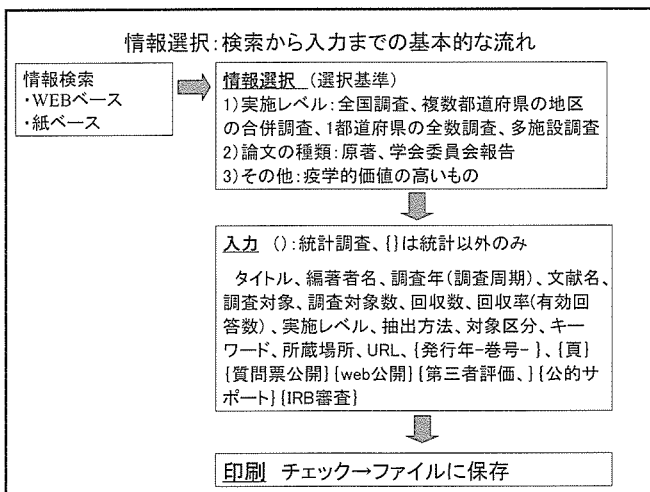 情報選択：検索から入力までの基本的な流れ
情報検索
・WEBベース
・紙ベース
情報選択 （選択基準）
1)実施レベル：全国調査、複数都道府県の地区
の合併調査、1都道府県の全数調査、多施設調査
2)論文の種類：原著、学会委員会報告
3)その他：疫学的価値の高いもの
入力 ()：統計調査、{}は統計以外のみ
タイトル、編著者名、調査年(調査周期)、文献名、
調査対象、調査対象数、回収数、回収率(有効回
答数)、実施レベル、抽出方法、対象区分、キー
ワード、所蔵場所、URL、{発行年-巻号- }、{頁}
{質問票公開} {web公開} {第三者評価、} {公的サ
ポート} {IRB審査}
印刷 チェック→ファイルに保存